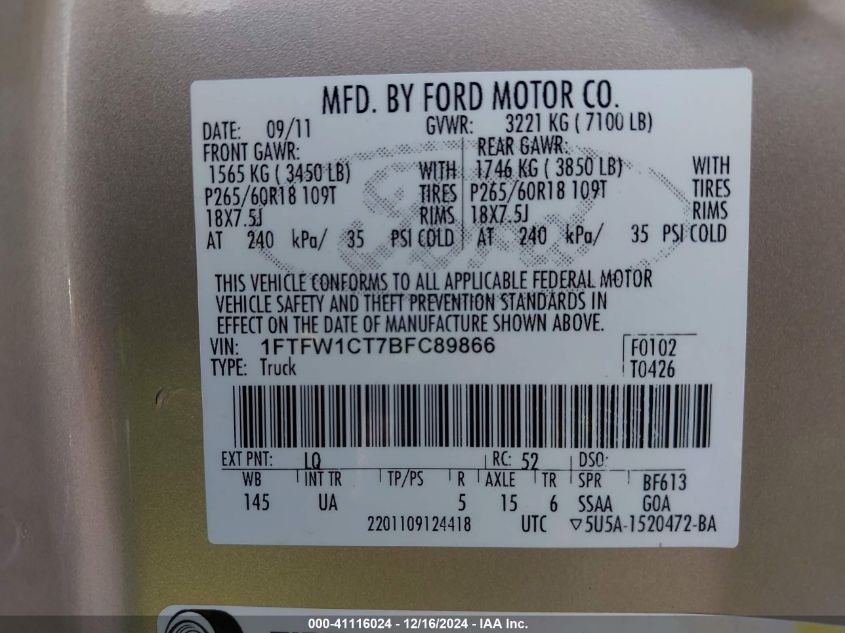 MFD. BY FORD MOTOR CO.
DATE: 09/11 GVWR: 3221 KG ( 7100 LB)
FRONT GAWR: REAR GAWR:
1565 KG ( 3450 LB) WITH 1746 KG ( 3850 LB) WITH
P265/60R18 109T TIRES P265/60R18 109T TIRES
18X7.5J RIMS 18X7.5J RIMS
AT 240 kPa/ 35 PSI COLD AT 240 kPa/ 35 PSI COLD
THIS VEHICLE CONFORMS TO ALL APPLICABLE FEDERAL MOTOR
VEHICLE SAFETY AND THEFT PREVENTION STANDARDS IN
EFFECT ON THE DATE OF MANUFACTURE SHOWN ABOVE.
VIN: 1FTFW1CT7BFC89866 F0102
TYPE: Truck T0426
EXT PNT: LQ RC: 52 DSO:
WB INT TR TP/PS R AXLE TR SPR BF613
145 UA 5 15 6 SSAA GOA
2201109124418 UTC ▽5U5A-1520472-BA
000-41116024 - 12/16/2024 - IAA Inc.